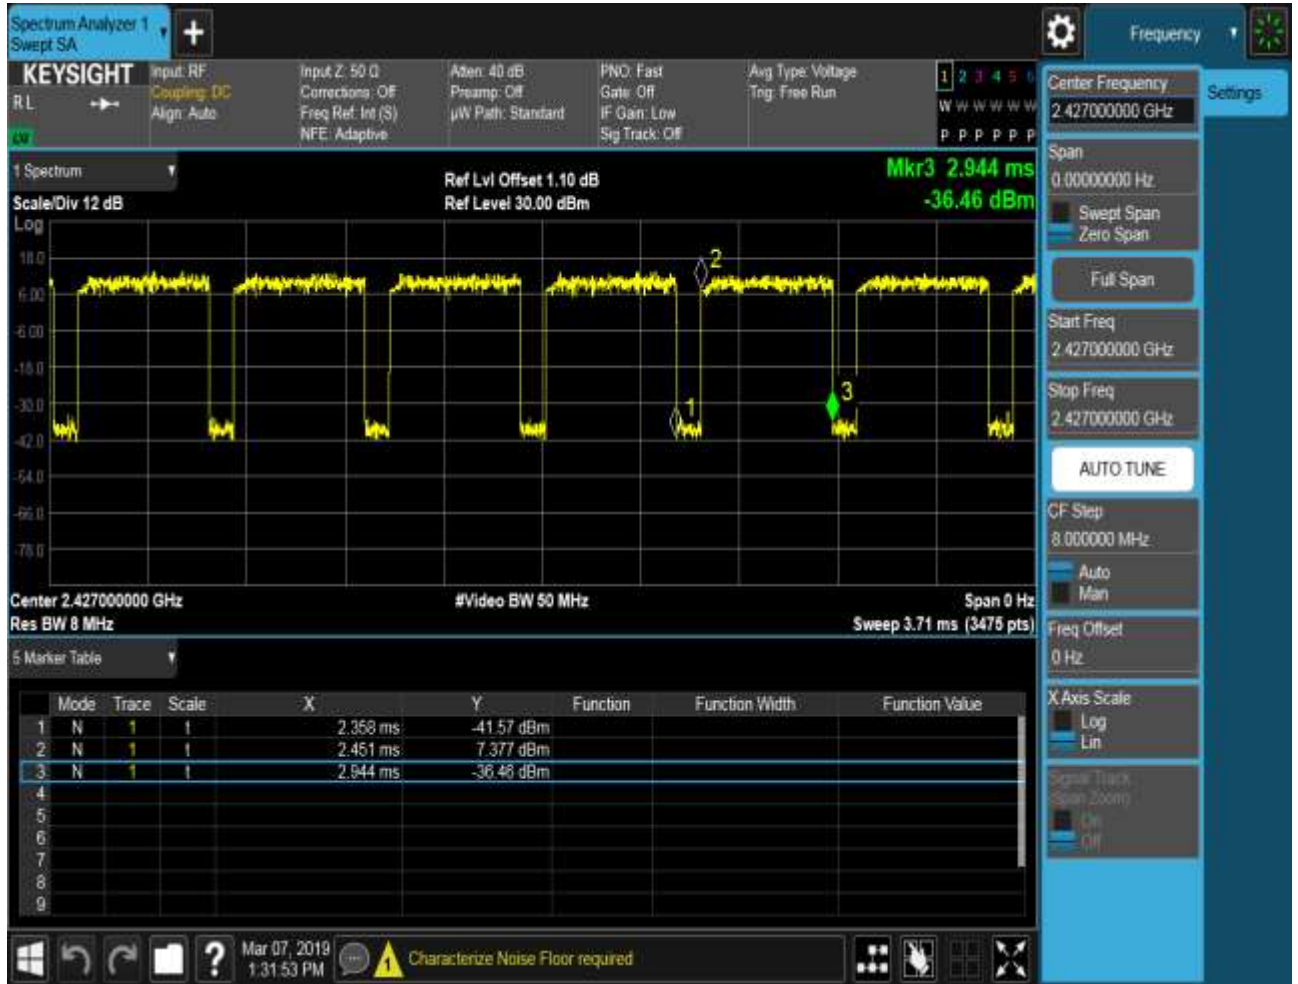 Spectrum Analyzer 1
Swept SA
+
Frequency
KEYSIGHT
RL
Input: RF
Coupling: DC
Align: Auto
Input Z: 50 Ω
Corrections: Off
Freq Ref: Int (S)
NFE: Adaptive
Atten: 40 dB
Preamp: Off
µW Path: Standard
PNO: Fast
Gate: Off
IF Gain: Low
Sig Track: Off
Avg Type: Voltage
Trig: Free Run
1 2 3 4 5 6
W W W W W W
P P P P P P
1 Spectrum
Scale/Div 12 dB
Ref Lvl Offset 1.10 dB
Ref Level 30.00 dBm
Mkr3 2.944 ms
-36.46 dBm
Log
18.0
6.00
-6.00
-18.0
-30.0
-42.0
-54.0
-66.0
-78.0
2
3
1
Center 2.427000000 GHz
Res BW 8 MHz
#Video BW 50 MHz
Span 0 Hz
Sweep 3.71 ms (3475 pts)
5 Marker Table
Mode Trace Scale X Y Function Function Width Function Value
1 N 1 t 2.358 ms -41.57 dBm
2 N 1 t 2.451 ms 7.377 dBm
3 N 1 t 2.944 ms -36.46 dBm
4
5
6
7
8
9
?
Mar 07, 2019
1:31:53 PM
1
Characterize Noise Floor required
Settings
Center Frequency
2.427000000 GHz
Span
0.00000000 Hz
Swept Span
Zero Span
Full Span
Start Freq
2.427000000 GHz
Stop Freq
2.427000000 GHz
AUTO TUNE
CF Step
8.000000 MHz
Auto
Man
Freq Offset
0 Hz
X Axis Scale
Log
Lin
Signal Track
(Span Zoom)
On
Off